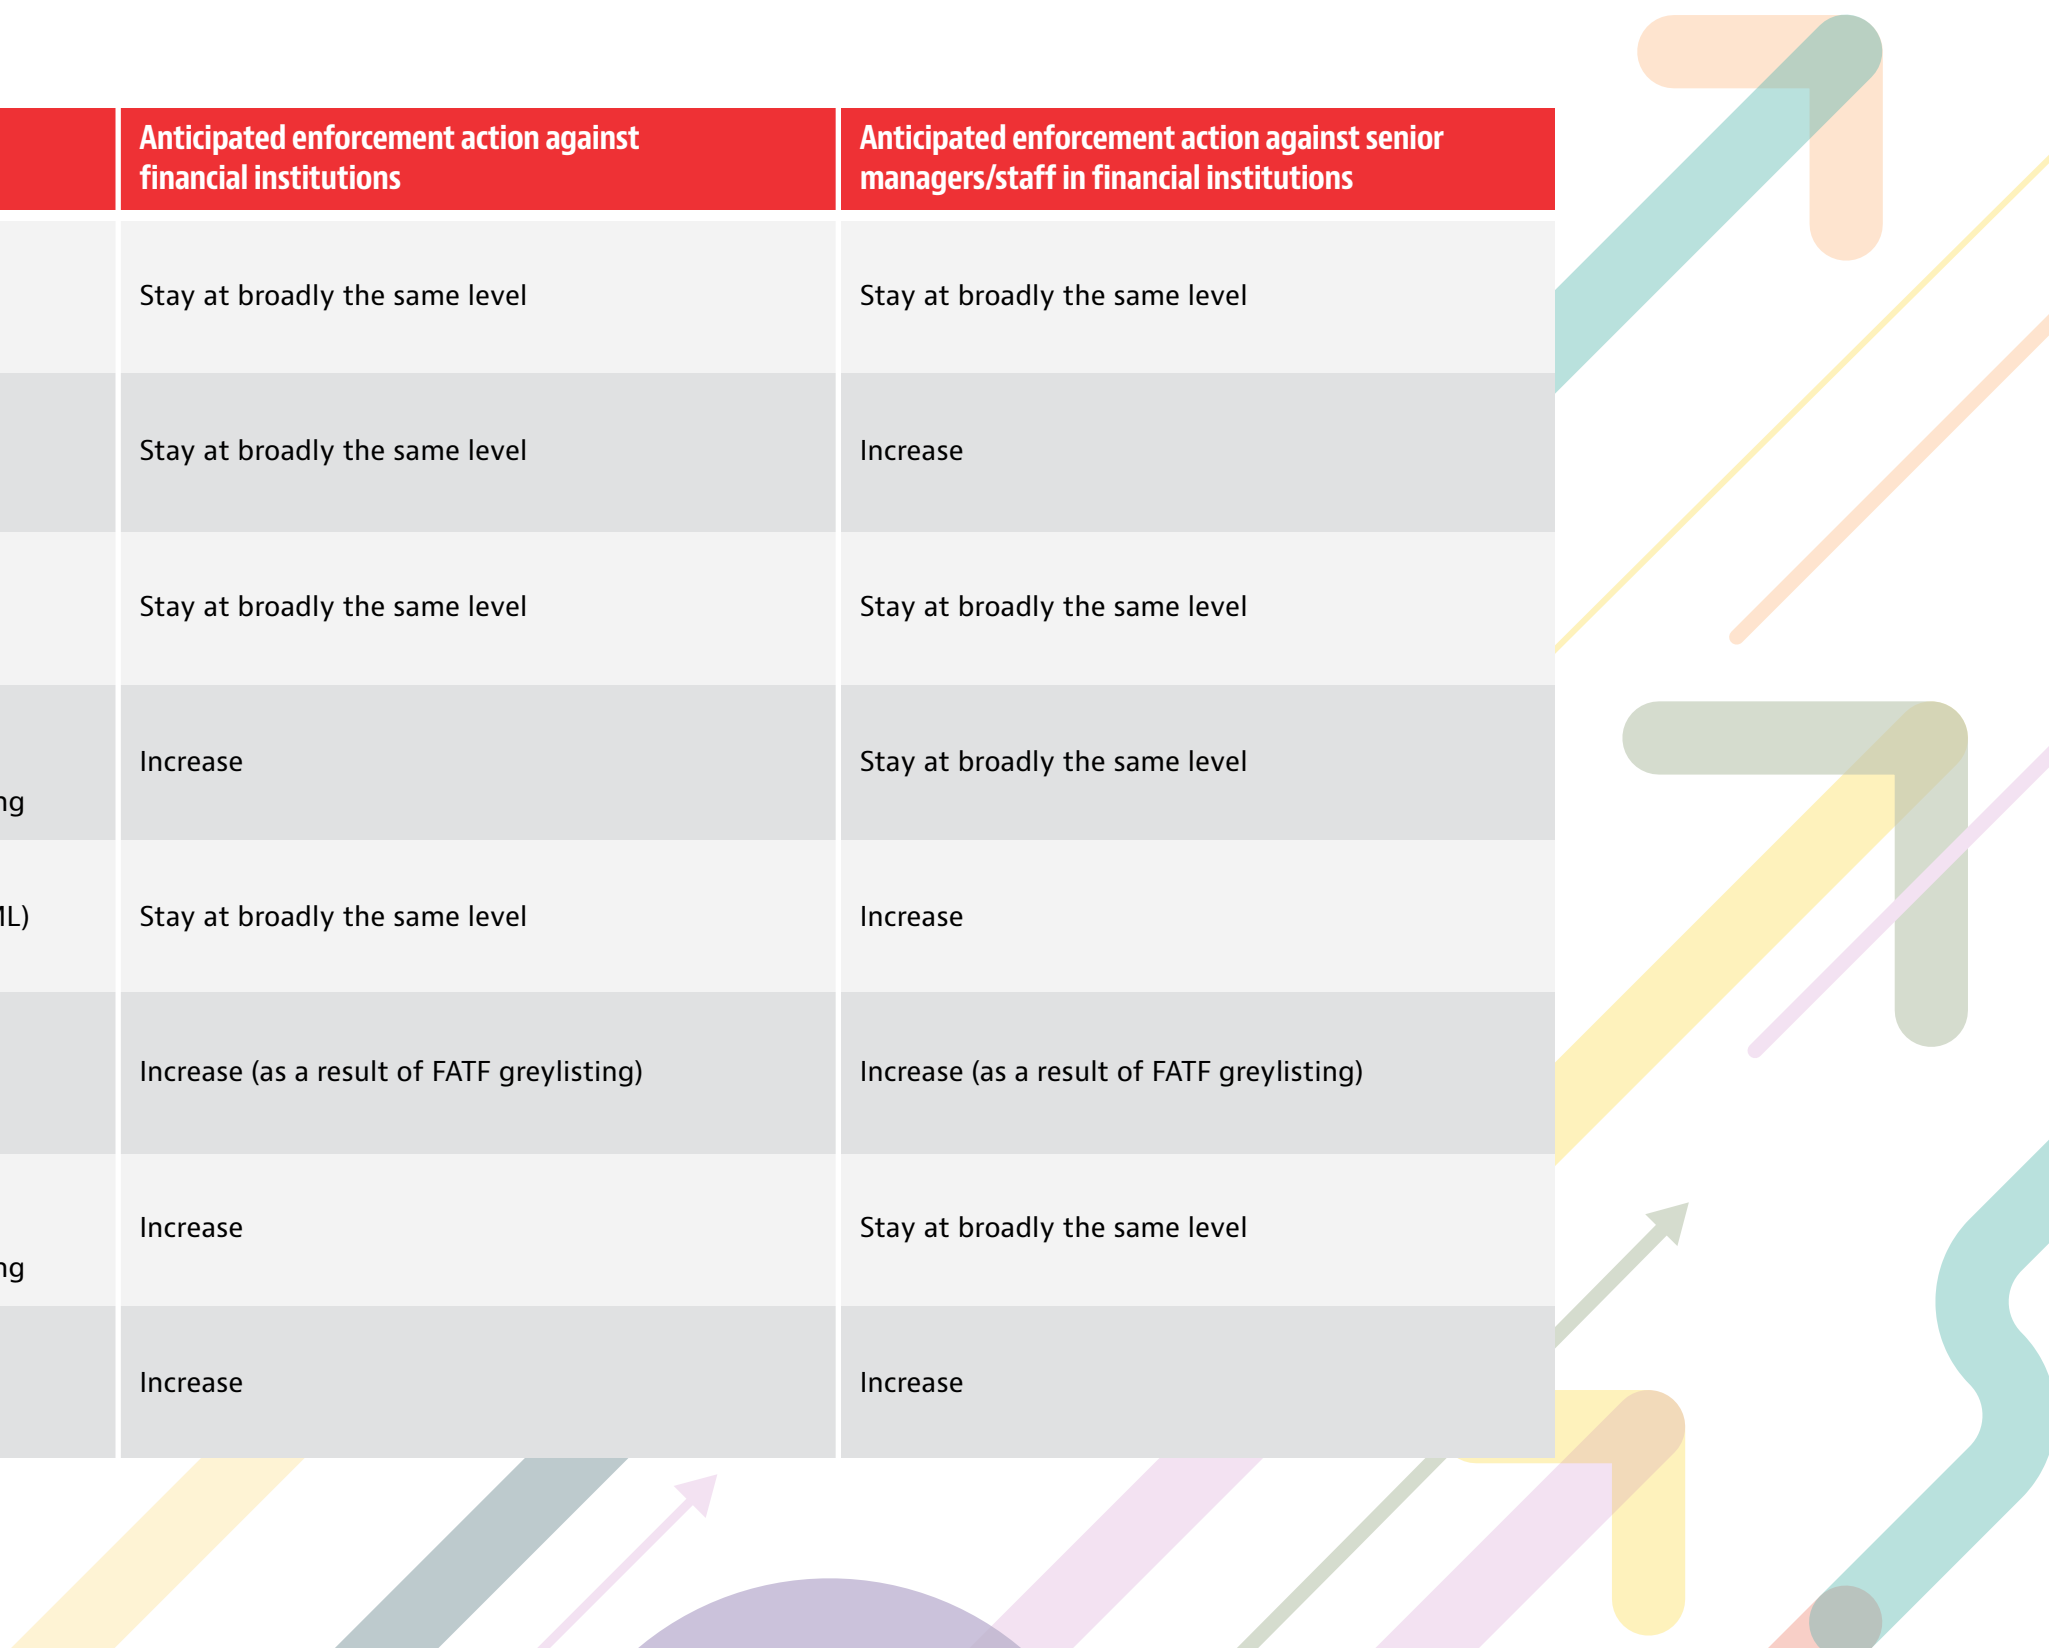 Anticipated enforcement action against
financial institutions
Anticipated enforcement action against senior
managers/staff in financial institutions
Stay at broadly the same level
Stay at broadly the same level
Stay at broadly the same level
Increase
Stay at broadly the same level
Stay at broadly the same level
Increase
Stay at broadly the same level
Stay at broadly the same level
Increase
Increase (as a result of FATF greylisting)
Increase (as a result of FATF greylisting)
Increase
Stay at broadly the same level
Increase
Increase